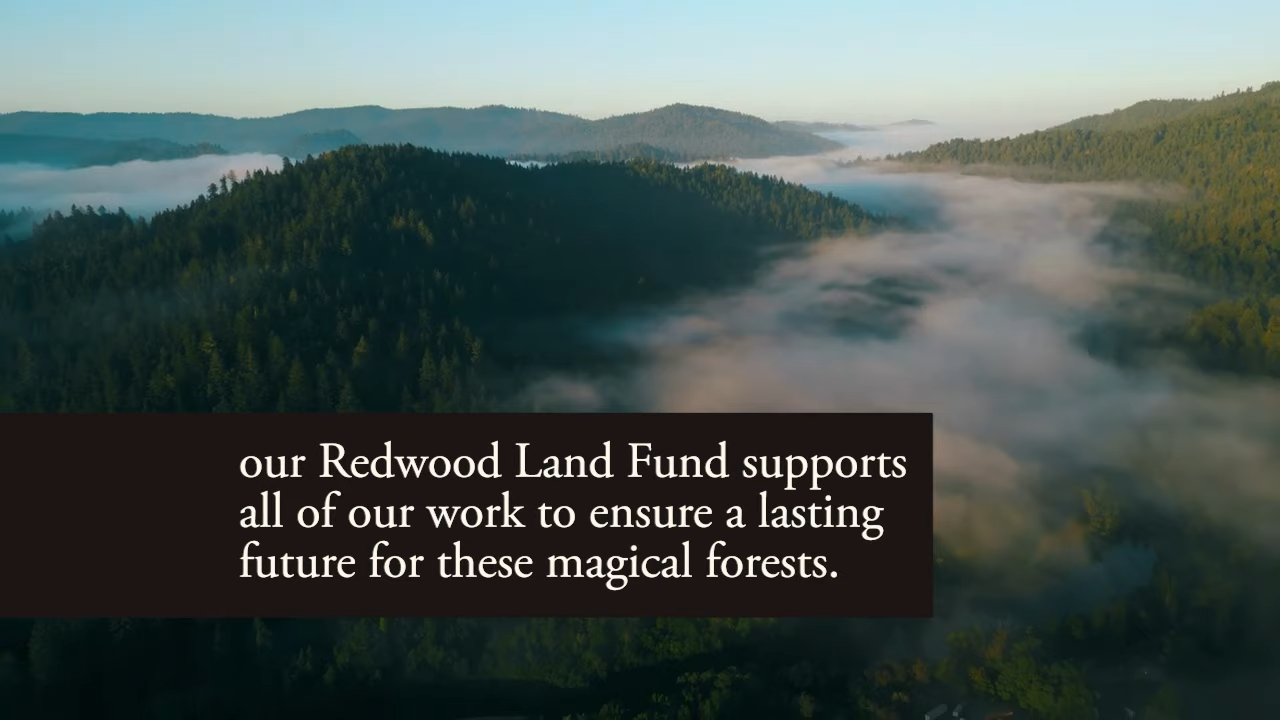 our Redwood Land Fund supports
all of our work to ensure a lasting
future for these magical forests.